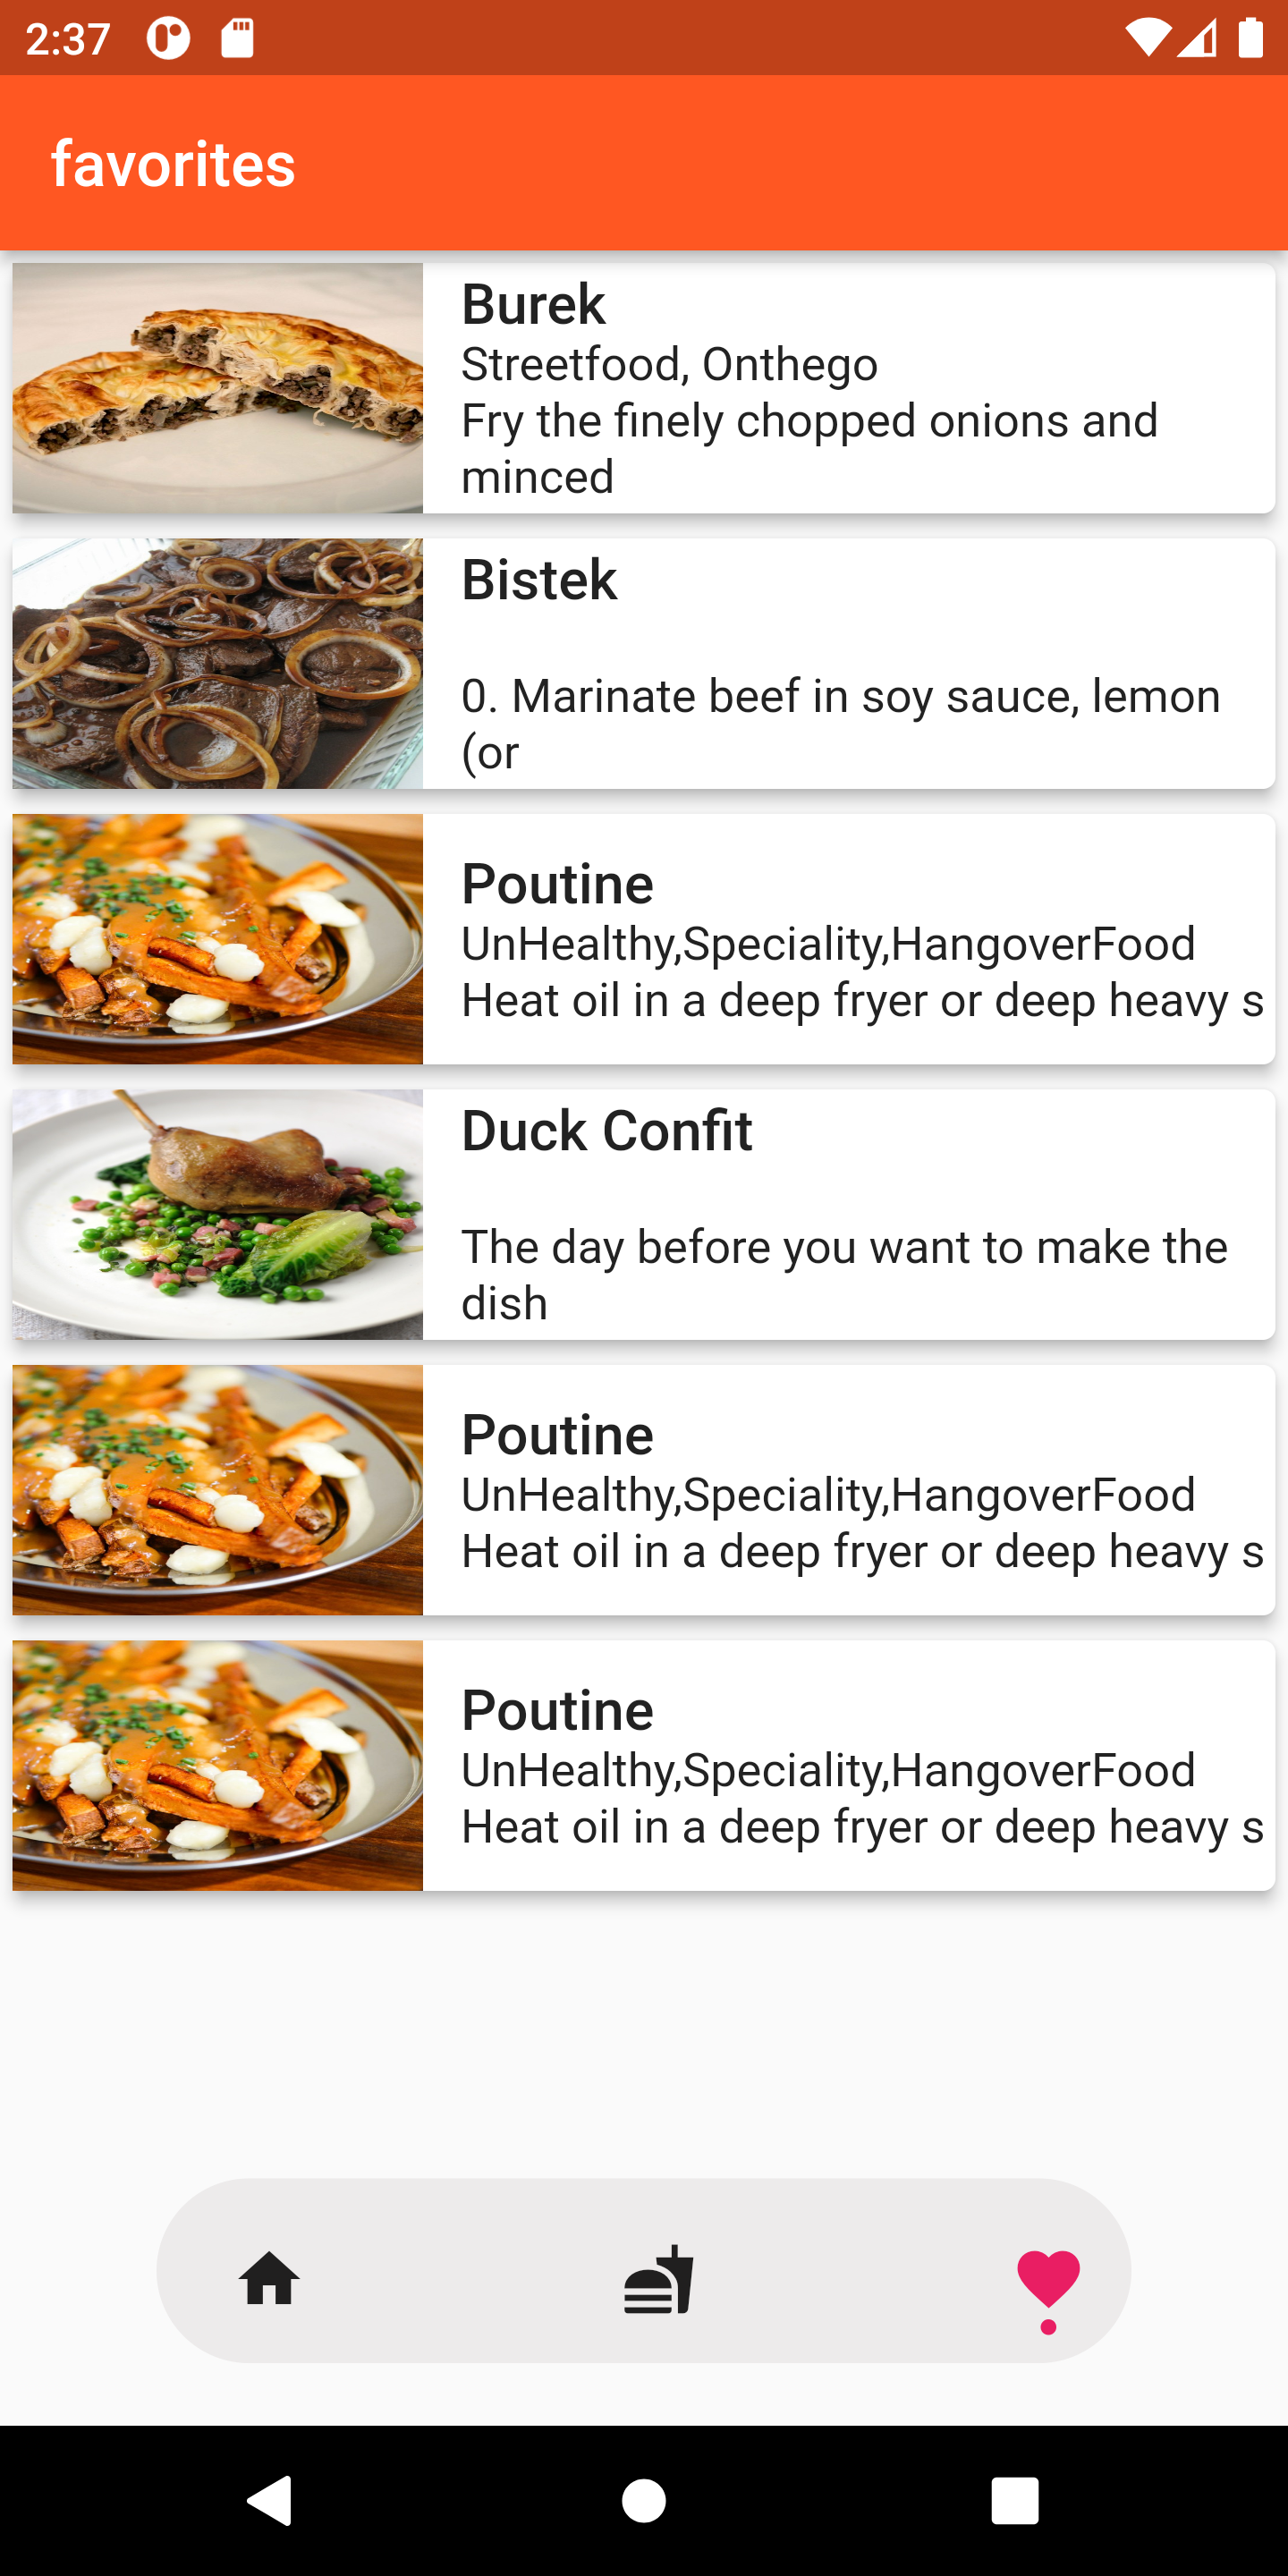 2:37
favorites
Burek
Streetfood, Onthego
Fry the finely chopped onions and
minced
Bistek
0. Marinate beef in soy sauce, lemon
(or
Poutine
UnHealthy,Speciality,HangoverFood
Heat oil in a deep fryer or deep heavy s
Duck Confit
The day before you want to make the
dish
Poutine
UnHealthy,Speciality,HangoverFood
Heat oil in a deep fryer or deep heavy s
Poutine
UnHealthy,Speciality,HangoverFood
Heat oil in a deep fryer or deep heavy s